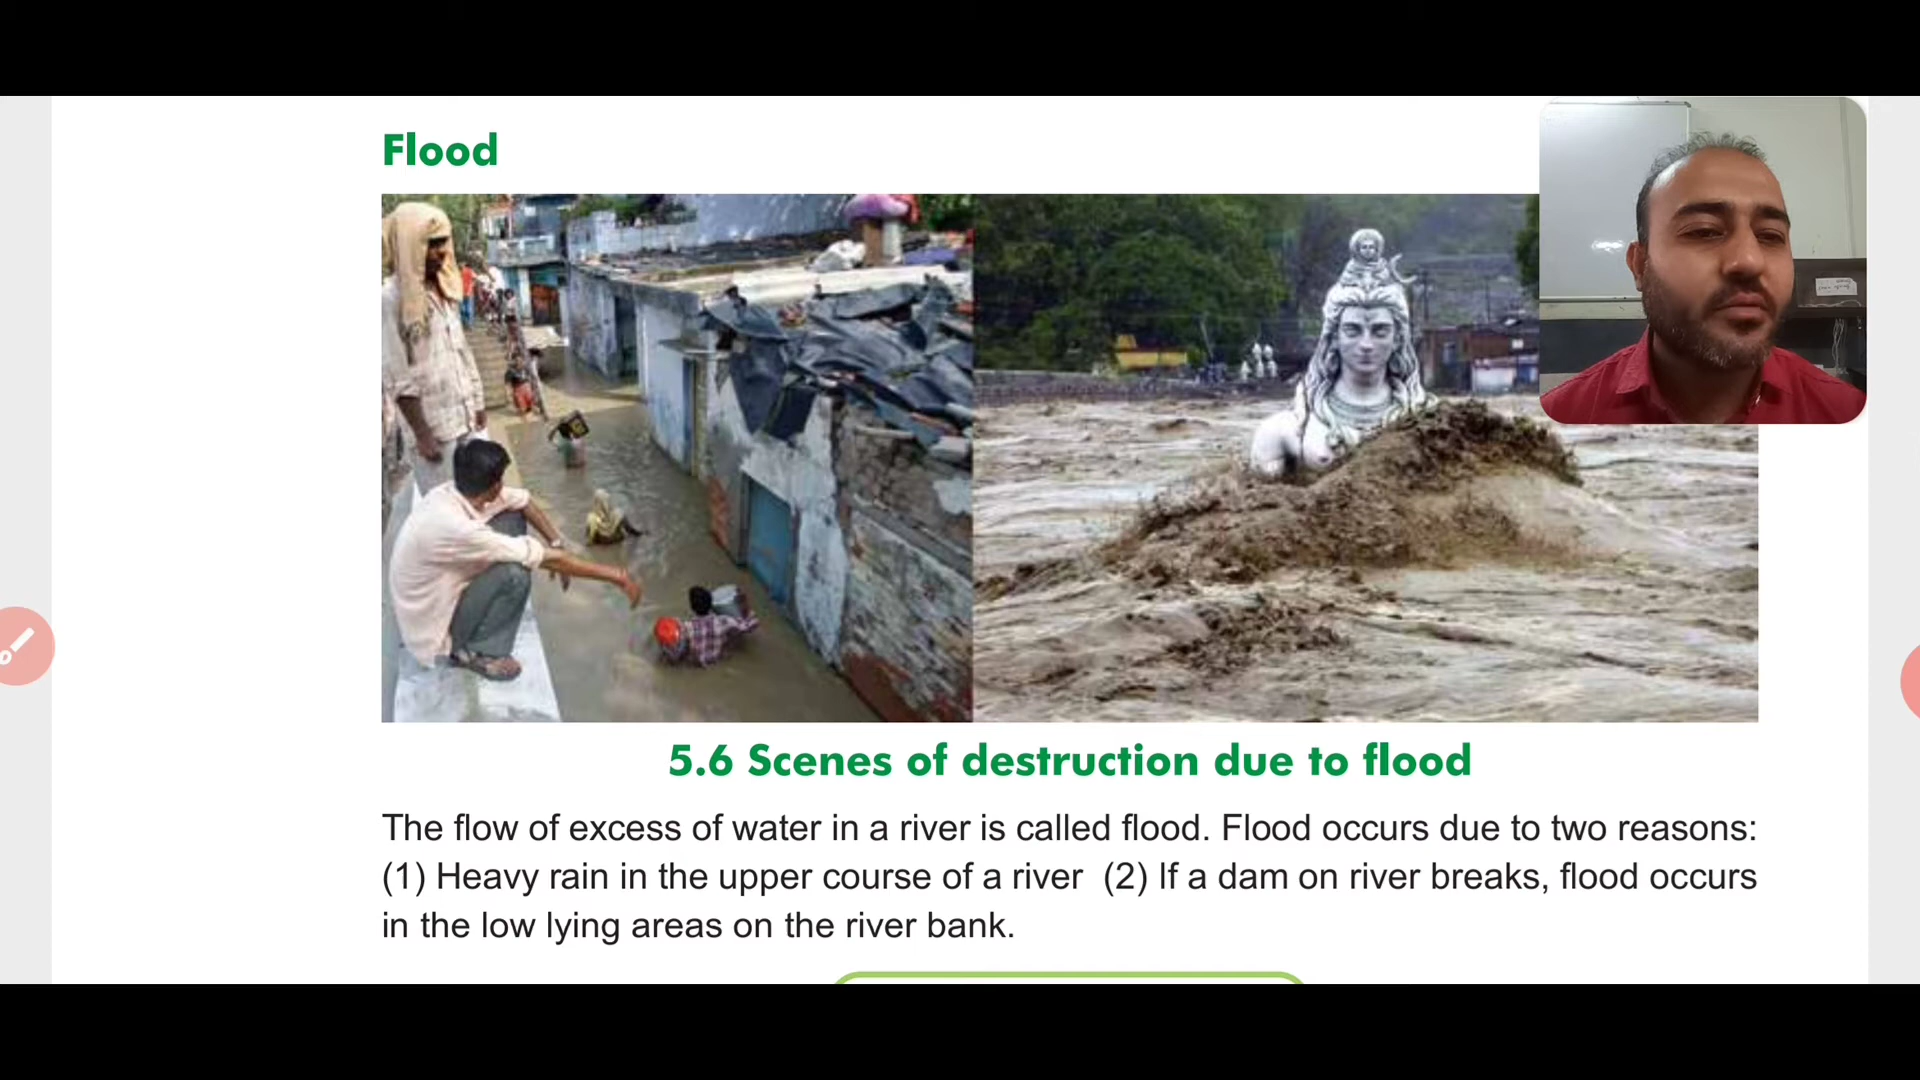 Flood
5.6 Scenes of destruction due to flood
The flow of excess of water in a river is called flood. Flood occurs due to two reasons:
(1) Heavy rain in the upper course of a river (2) If a dam on river breaks, flood occurs
in the low lying areas on the river bank.